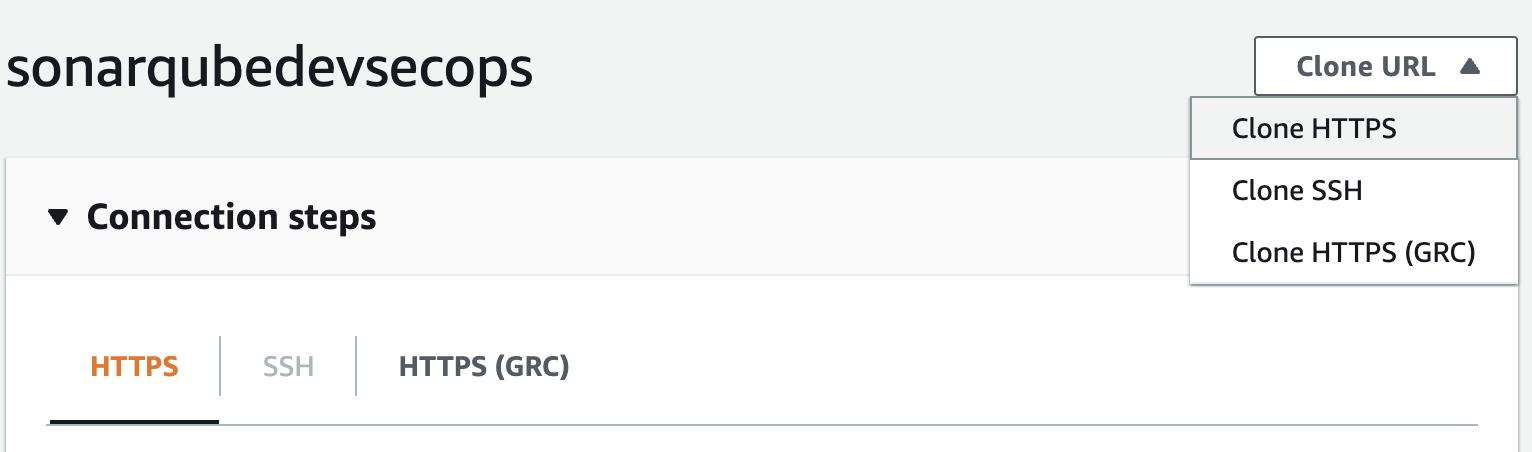 sonarqubedevsecops
Clone URL
Clone HTTPS
Clone SSH
Clone HTTPS (GRC)
Connection steps
HTTPS
SSH
HTTPS (GRC)